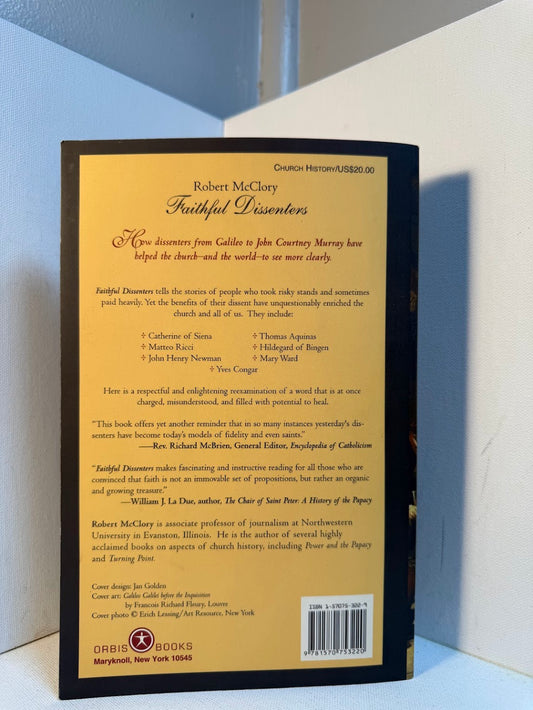 CHURCH HISTORY/US$20.00
Robert McClory
Faithful Dissenters
How dissenters from Galileo to John Courtney Murray have
helped the church—and the world—to see more clearly.
Faithful Dissenters tells the stories of people who took risky stands and sometimes
paid heavily. Yet the benefits of their dissent have unquestionably enriched the
church and all of us. They include:
÷ Catherine of Siena
÷ Thomas Aquinas
÷ Matteo Ricci
÷ Hildegard of Bingen
÷ John Henry Newman
÷ Mary Ward
÷ Yves Congar
Here is a respectful and enlightening reexamination of a word that is at once
charged, misunderstood, and filled with potential to heal.
"This book offers yet another reminder that in so many instances yesterday's dis-
senters have become today's models of fidelity and even saints."
—Rev. Richard McBrien, General Editor, Encyclopedia of Catholicism
"Faithful Dissenters makes fascinating and instructive reading for all those who are
convinced that faith is not an immovable set of propositions, but rather an organic
and growing treasure."
—William J. La Due, author, The Chair of Saint Peter: A History of the Papacy
Robert McClory is associate professor of journalism at Northwestern
University in Evanston, Illinois. He is the author of several highly
acclaimed books on aspects of church history, including Power and the Papacy
and Turning Point.
Cover design: Jan Golden
Cover art: Galileo Galilei before the Inquisition
by Francois Richard Fleury, Louvre
Cover photo © Erich Lessing/Art Resource, New York
ORBIS BOOKS
Maryknoll, New York 10545
ISBN 1-57075-322-9
9 781570 753220